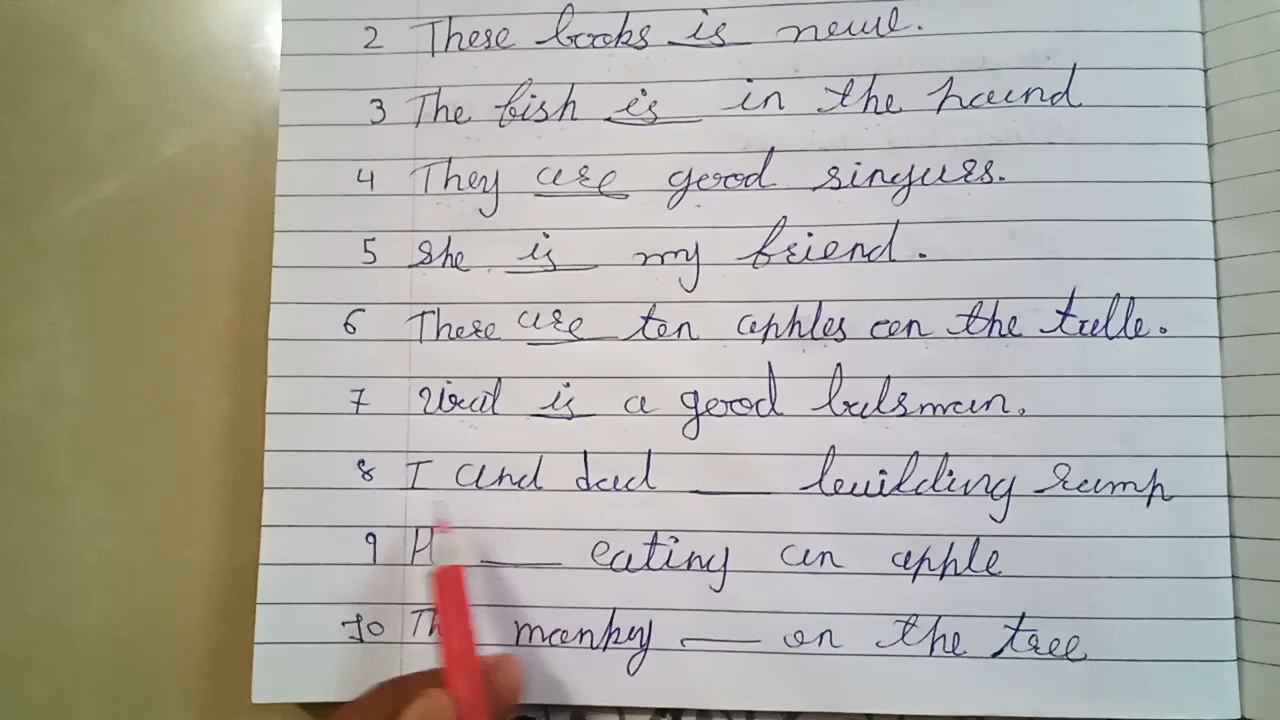 2 These books is new.
3 The fish is in the hand
4 They are good singers.
5 She is my friend.
6 There are ten apples on the
7 Virat is a good batsman.
8 I and dad ___ building ramp
9 H ___ eating an apple
10 Th monkey ___ on the tree